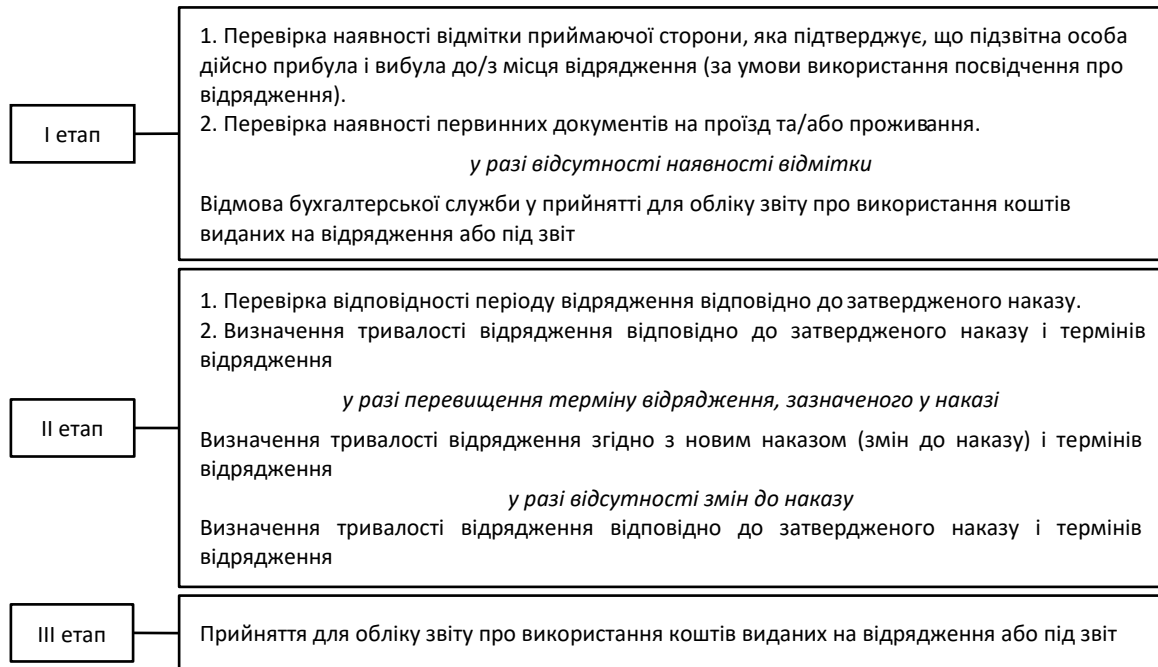 І етап
1. Перевірка наявності відмітки приймаючої сторони, яка підтверджує, що підзвітна особа
дійсно прибула і вибула до/з місця відрядження (за умови використання посвідчення про
відрядження).
2. Перевірка наявності первинних документів на проїзд та/або проживання.
у разі відсутності наявності відмітки
Відмова бухгалтерської служби у прийнятті для обліку звіту про використання коштів
виданих на відрядження або під звіт
ІІ етап
1. Перевірка відповідності періоду відрядження відповідно до затвердженого наказу.
2. Визначення тривалості відрядження відповідно до затвердженого наказу і термінів
відрядження
у разі перевищення терміну відрядження, зазначеного у наказі
Визначення тривалості відрядження згідно з новим наказом (змін до наказу) і термінів
відрядження
у разі відсутності змін до наказу
Визначення тривалості відрядження відповідно до затвердженого наказу і термінів
відрядження
ІІІ етап
Прийняття для обліку звіту про використання коштів виданих на відрядження або під звіт